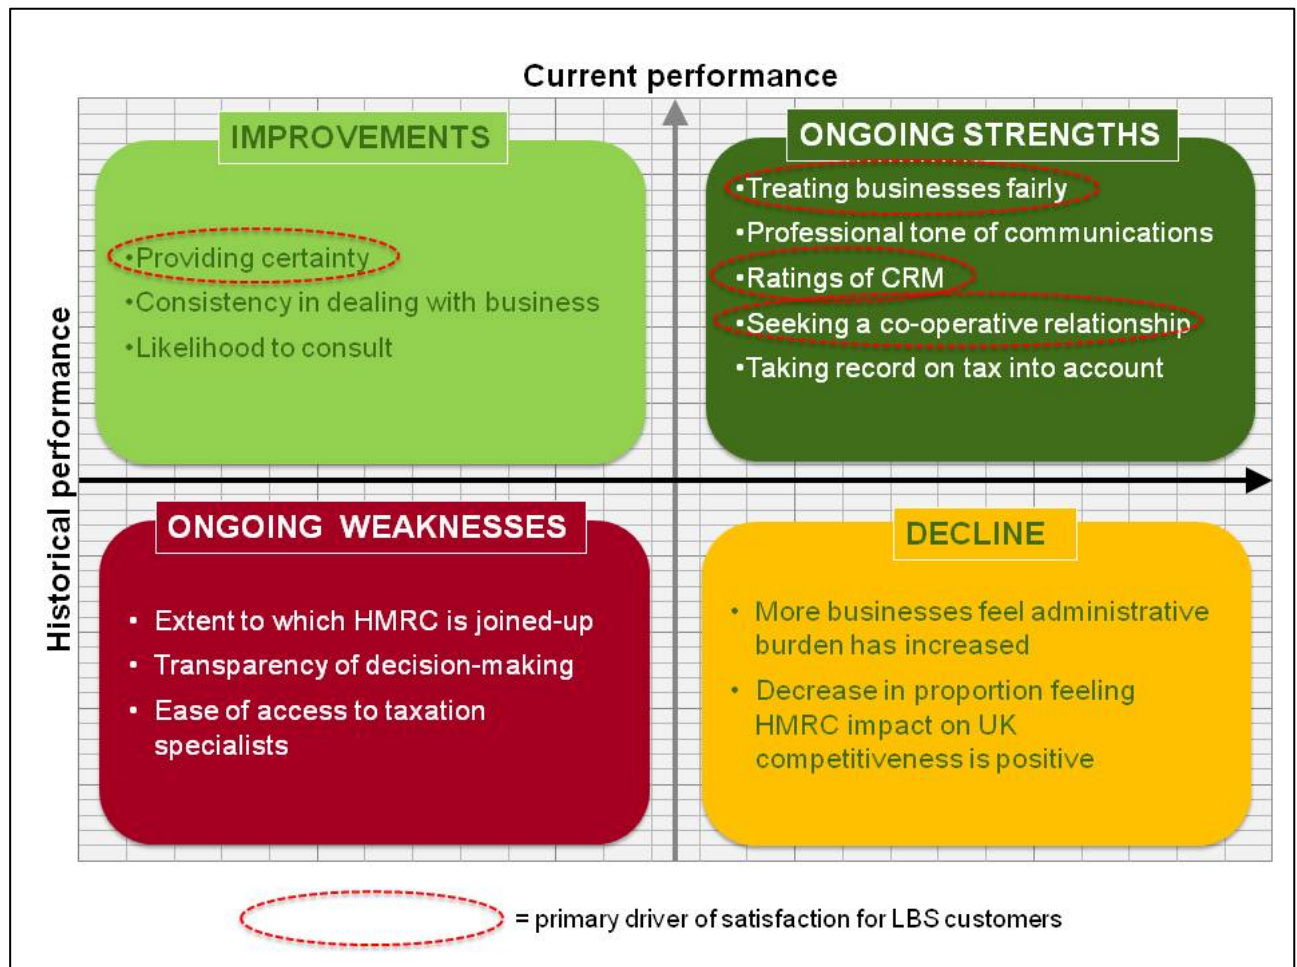 Current performance
Historical performance
IMPROVEMENTS
•Providing certainty
•Consistency in dealing with business
•Likelihood to consult
ONGOING STRENGTHS
•Treating businesses fairly
•Professional tone of communications
•Ratings of CRM
•Seeking a co-operative relationship
•Taking record on tax into account
ONGOING WEAKNESSES
• Extent to which HMRC is joined-up
• Transparency of decision-making
• Ease of access to taxation
specialists
DECLINE
• More businesses feel administrative
burden has increased
• Decrease in proportion feeling
HMRC impact on UK
competitiveness is positive
= primary driver of satisfaction for LBS customers